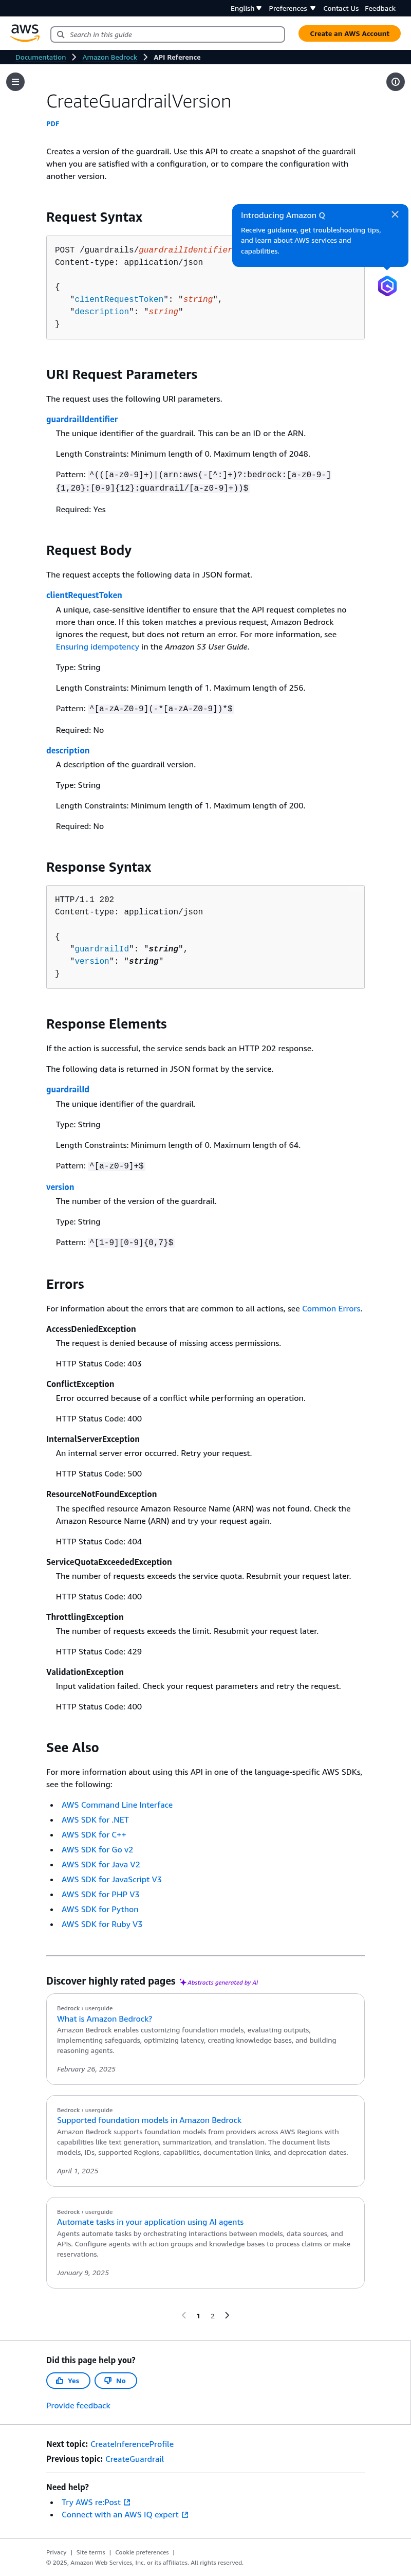 English
Preferences
Contact Us
Feedback
aws
Search in this guide
Create an AWS Account
Documentation
Amazon Bedrock
API Reference
CreateGuardrailVersion
PDF
Creates a version of the guardrail. Use this API to create a snapshot of the guardrail
when you are satisfied with a configuration, or to compare the configuration with
another version.
Request Syntax
Introducing Amazon Q
Receive guidance, get troubleshooting tips,
and learn about AWS services and
capabilities.
POST /guardrails/guardrailIdentifier
Content-type: application/json
{
"clientRequestToken": "string",
"description": "string"
}
URI Request Parameters
The request uses the following URI parameters.
guardrailIdentifier
The unique identifier of the guardrail. This can be an ID or the ARN.
Length Constraints: Minimum length of 0. Maximum length of 2048.
Pattern: ^(([a-z0-9]+)|(arn:aws(-[^:]+)?:bedrock:[a-z0-9-]
{1,20}:[0-9]{12}:guardrail/[a-z0-9]+))$
Required: Yes
Request Body
The request accepts the following data in JSON format.
clientRequestToken
A unique, case-sensitive identifier to ensure that the API request completes no
more than once. If this token matches a previous request, Amazon Bedrock
ignores the request, but does not return an error. For more information, see
Ensuring idempotency in the Amazon S3 User Guide.
Type: String
Length Constraints: Minimum length of 1. Maximum length of 256.
Pattern: ^[a-zA-Z0-9](-*[a-zA-Z0-9])*$
Required: No
description
A description of the guardrail version.
Type: String
Length Constraints: Minimum length of 1. Maximum length of 200.
Required: No
Response Syntax
HTTP/1.1 202
Content-type: application/json
{
"guardrailId": "string",
"version": "string"
}
Response Elements
If the action is successful, the service sends back an HTTP 202 response.
The following data is returned in JSON format by the service.
guardrailId
The unique identifier of the guardrail.
Type: String
Length Constraints: Minimum length of 0. Maximum length of 64.
Pattern: ^[a-z0-9]+$
version
The number of the version of the guardrail.
Type: String
Pattern: ^[1-9][0-9]{0,7}$
Errors
For information about the errors that are common to all actions, see Common Errors.
AccessDeniedException
The request is denied because of missing access permissions.
HTTP Status Code: 403
ConflictException
Error occurred because of a conflict while performing an operation.
HTTP Status Code: 400
InternalServerException
An internal server error occurred. Retry your request.
HTTP Status Code: 500
ResourceNotFoundException
The specified resource Amazon Resource Name (ARN) was not found. Check the
Amazon Resource Name (ARN) and try your request again.
HTTP Status Code: 404
ServiceQuotaExceededException
The number of requests exceeds the service quota. Resubmit your request later.
HTTP Status Code: 400
ThrottlingException
The number of requests exceeds the limit. Resubmit your request later.
HTTP Status Code: 429
ValidationException
Input validation failed. Check your request parameters and retry the request.
HTTP Status Code: 400
See Also
For more information about using this API in one of the language-specific AWS SDKs,
see the following:
• AWS Command Line Interface
• AWS SDK for .NET
• AWS SDK for C++
• AWS SDK for Go v2
• AWS SDK for Java V2
• AWS SDK for JavaScript V3
• AWS SDK for PHP V3
• AWS SDK for Python
• AWS SDK for Ruby V3
Discover highly rated pages Abstracts generated by AI
Bedrock › userguide
What is Amazon Bedrock?
Amazon Bedrock enables customizing foundation models, evaluating outputs,
implementing safeguards, optimizing latency, creating knowledge bases, and building
reasoning agents.
February 26, 2025
Bedrock › userguide
Supported foundation models in Amazon Bedrock
Amazon Bedrock supports foundation models from providers across AWS Regions with
capabilities like text generation, summarization, and translation. The document lists
models, IDs, supported Regions, capabilities, documentation links, and deprecation dates.
April 1, 2025
Bedrock › userguide
Automate tasks in your application using AI agents
Agents automate tasks by orchestrating interactions between models, data sources, and
APIs. Configure agents with action groups and knowledge bases to process claims or make
reservations.
January 9, 2025
1 2
Did this page help you?
Yes
No
Provide feedback
Next topic: CreateInferenceProfile
Previous topic: CreateGuardrail
Need help?
• Try AWS re:Post
• Connect with an AWS IQ expert
Privacy | Site terms | Cookie preferences |
© 2025, Amazon Web Services, Inc. or its affiliates. All rights reserved.